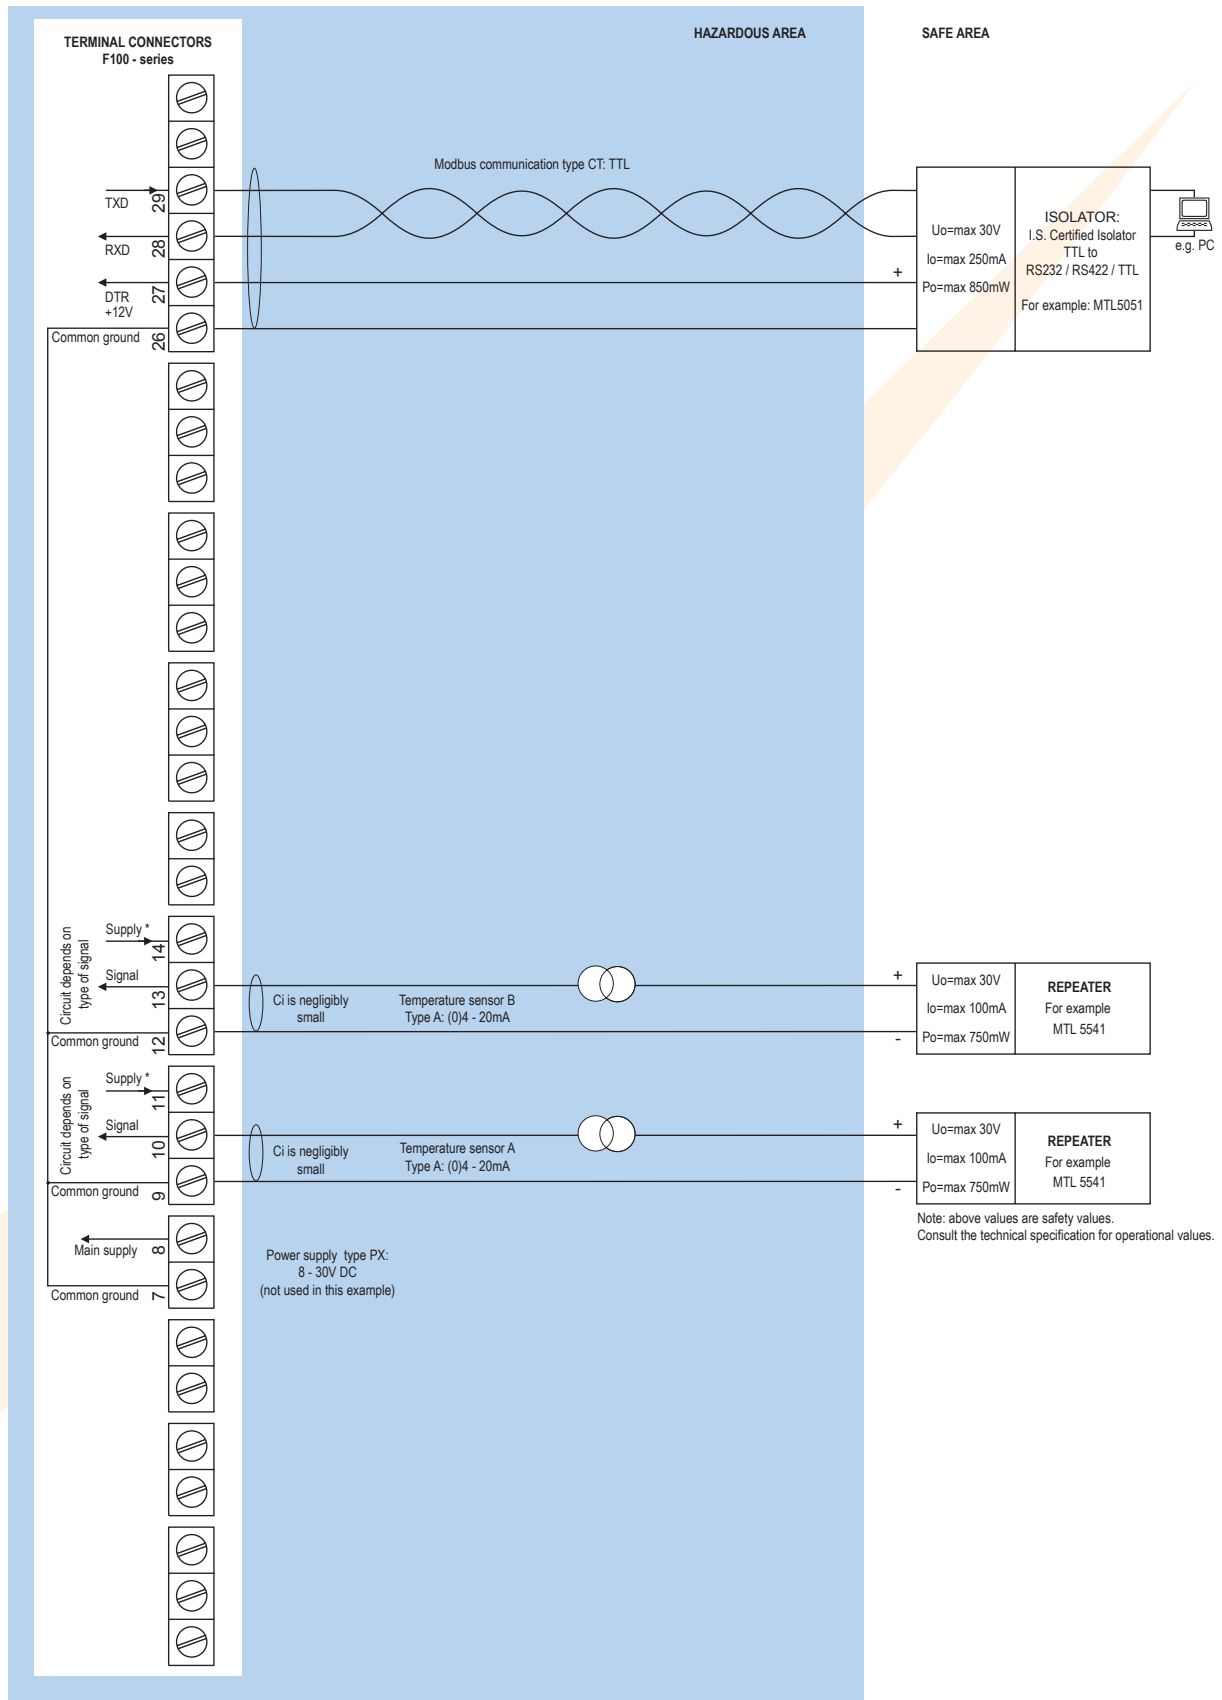 TERMINAL CONNECTORS
F100 - series
HAZARDOUS AREA
SAFE AREA
Modbus communication type CT: TTL
TXD
29
RXD
28
DTR
+12V
27
Common ground
26
+
Uo=max 30V
Io=max 250mA
Po=max 850mW
ISOLATOR:
I.S. Certified Isolator
TTL to
RS232 / RS422 / TTL
For example: MTL5051
e.g. PC
Circuit depends on
type of signal
Supply *
14
Signal
13
Common ground
12
Ci is negligibly
small
Temperature sensor B
Type A: (0)4 - 20mA
+
-
Uo=max 30V
Io=max 100mA
Po=max 750mW
REPEATER
For example
MTL 5541
Circuit depends on
type of signal
Supply *
11
Signal
10
Common ground
9
Ci is negligibly
small
Temperature sensor A
Type A: (0)4 - 20mA
+
-
Uo=max 30V
Io=max 100mA
Po=max 750mW
REPEATER
For example
MTL 5541
Note: above values are safety values.
Consult the technical specification for operational values.
Main supply
8
Common ground
7
Power supply type PX:
8 - 30V DC
(not used in this example)